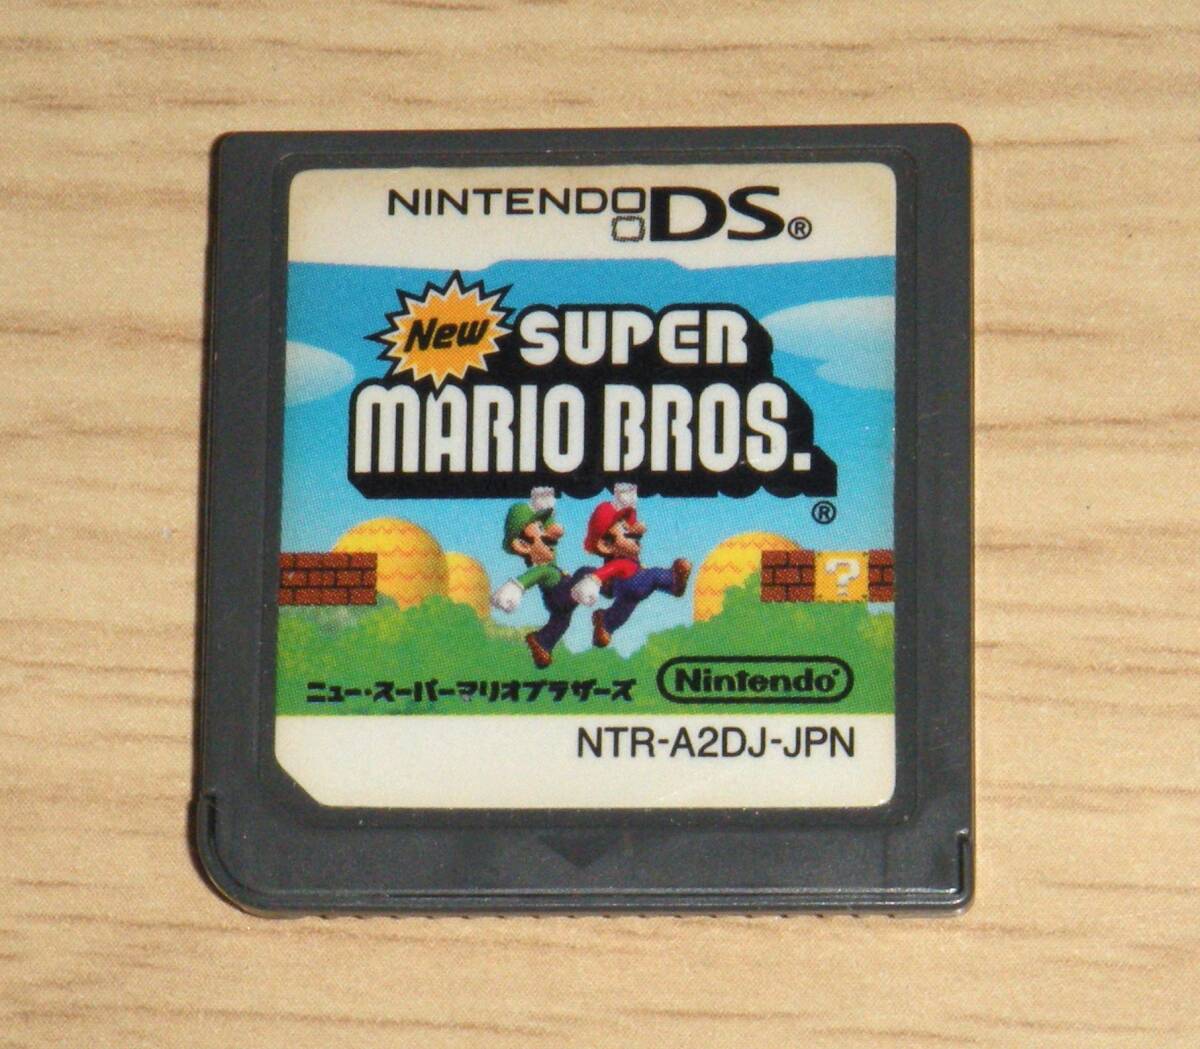 NINTENDO DS®
New SUPER
MARIO BROS.
®
?
ニュー・スーパーマリオブラザーズ
Nintendo®
NTR-A2DJ-JPN